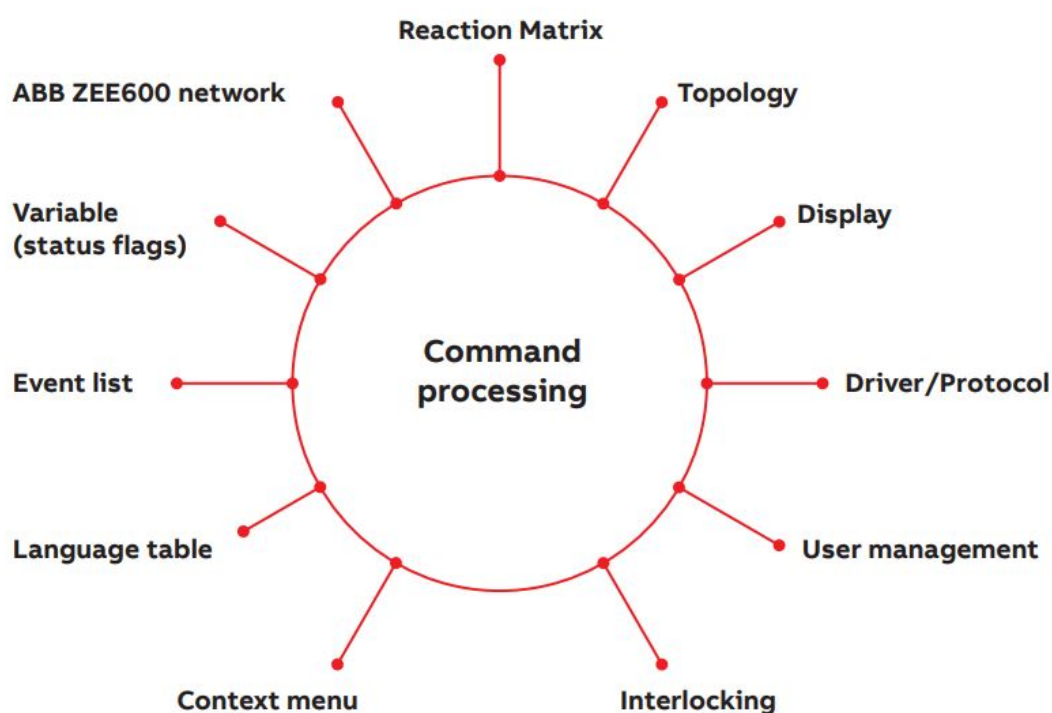 Reaction Matrix
ABB ZEE600 network
Topology
Variable
(status flags)
Display
Command
processing
Event list
Driver/Protocol
Language table
User management
Context menu
Interlocking